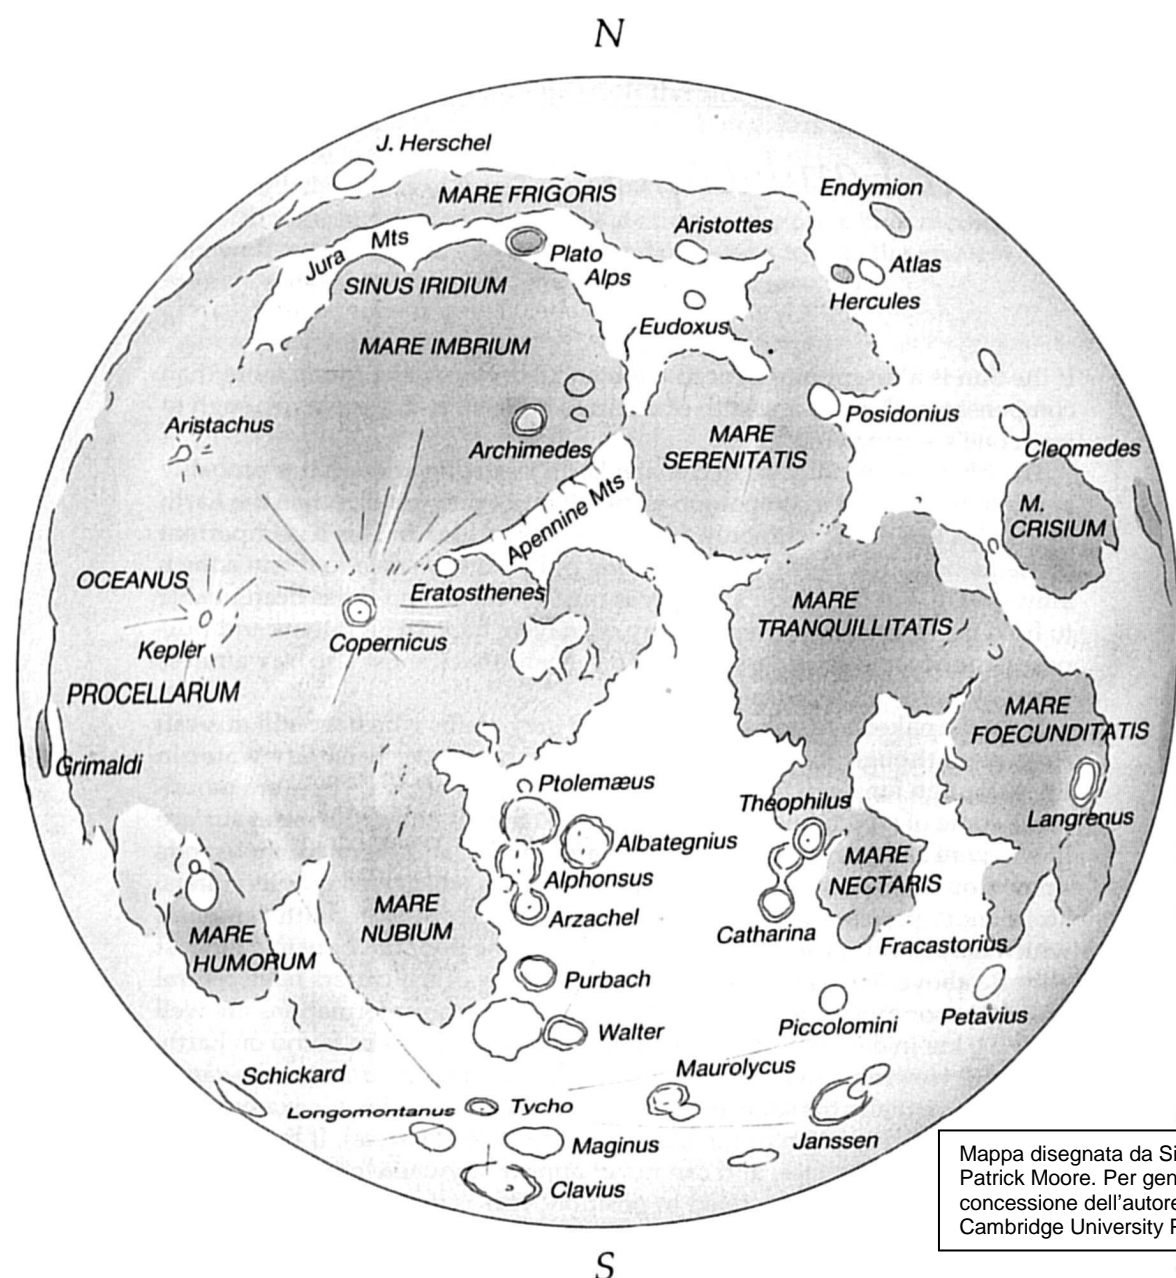 N
J. Herschel
MARE FRIGORIS
Endymion
Aristottes
Jura Mts
Plato
Alps
Atlas
Hercules
SINUS IRIDIUM
Eudoxus
MARE IMBRIUM
Posidonius
Aristachus
Archimedes
MARE
SERENITATIS
Cleomedes
Apennine Mts
M.
CRISIUM
OCEANUS
Eratosthenes
MARE
TRANQUILLITATIS
Kepler
Copernicus
PROCELLARUM
MARE
FOECUNDITATIS
Grimaldi
Ptolemæus
Theophilus
Langrenus
Albategnius
Alphonsus
MARE
NECTARIS
Arzachel
MARE
NUBIUM
Catharina
Fracastorius
MARE
HUMORUM
Purbach
Petavius
Piccolomini
Walter
Maurolycus
Schickard
Longomontanus
Tycho
Maginus
Janssen
Clavius
S
Mappa disegnata da Si
Patrick Moore. Per gen
concessione dell'autore
Cambridge University